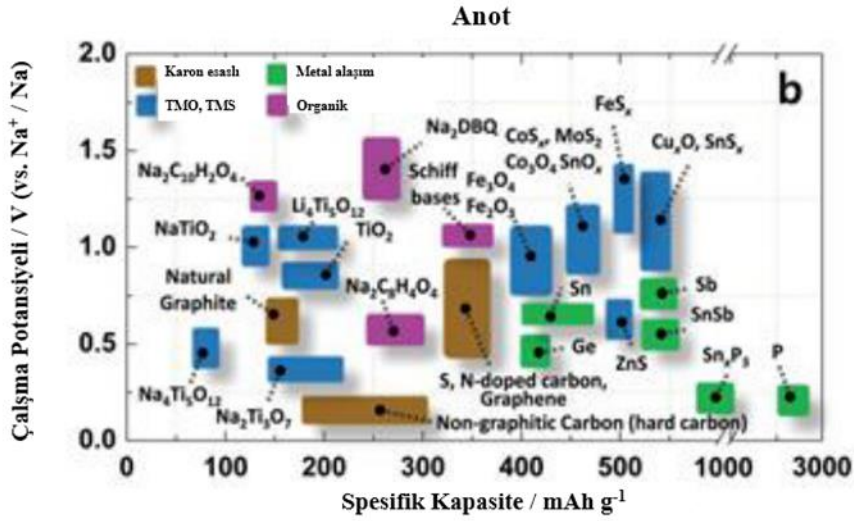 Anot
Çalşma Potansiyeli / V (vs. Na⁺ / Na)
2.0
1.5
1.0
0.5
0.0
Karon esaslı
Metal alaşım
TMO, TMS
Organik
b
FeSₓ
Na₂DBQ
CoSₓ, MoS₂
CuₓO, SnSₓ
Na₂C₁₀H₂O₄
Schiff
bases
Fe₃O₄
Fe₂O₃
Co₃O₄ SnOₓ
Li₄Ti₅O₁₂
NaTiO₂
TiO₂
Natural
Graphite
Na₂C₈H₄O₄
Sn
Sb
SnSb
Ge
ZnS
SnₓP₃
P
Na₄Ti₅O₁₂
S, N-doped carbon,
Graphene
Na₂Ti₃O₇
Non-graphitic Carbon (hard carbon)
0 100 200 300 400 500 1000 3000
Spesifik Kapasite / mAh g⁻¹